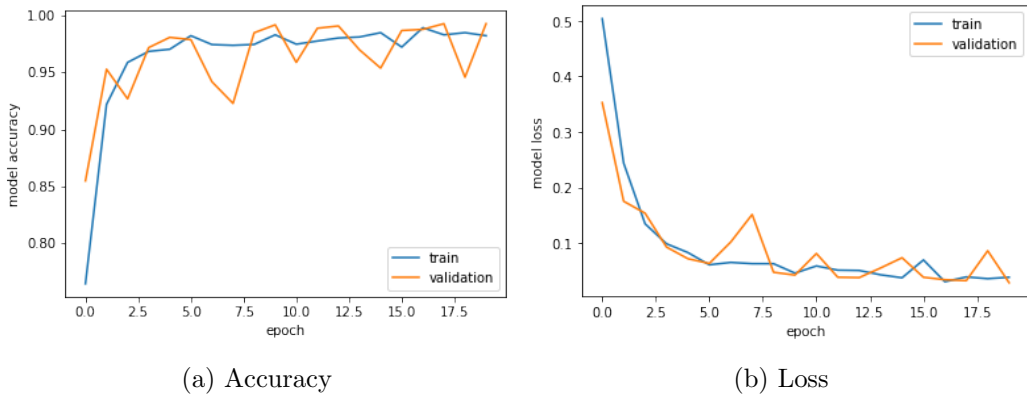 1.00
0.95
0.90
0.85
0.80
model accuracy
0.0 2.5 5.0 7.5 10.0 12.5 15.0 17.5
epoch
train
validation
(a) Accuracy
0.5
0.4
0.3
0.2
0.1
model loss
0.0 2.5 5.0 7.5 10.0 12.5 15.0 17.5
epoch
train
validation
(b) Loss